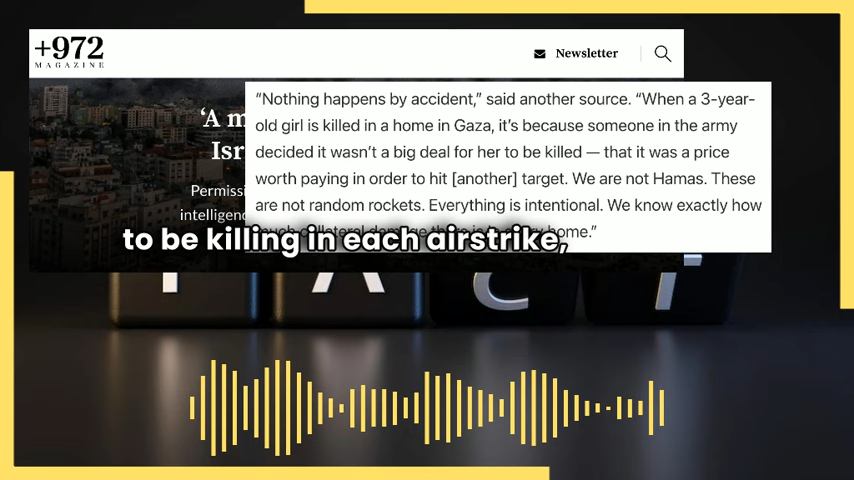 +972
MAGAZINE
Newsletter
‘A m
Isr
Permissi
intelligenc
“Nothing happens by accident,” said another source. “When a 3-year-
old girl is killed in a home in Gaza, it’s because someone in the army
decided it wasn’t a big deal for her to be killed — that it was a price
worth paying in order to hit [another] target. We are not Hamas. These
are not random rockets. Everything is intentional. We know exactly how
home.”
to be killing in each airstrike,